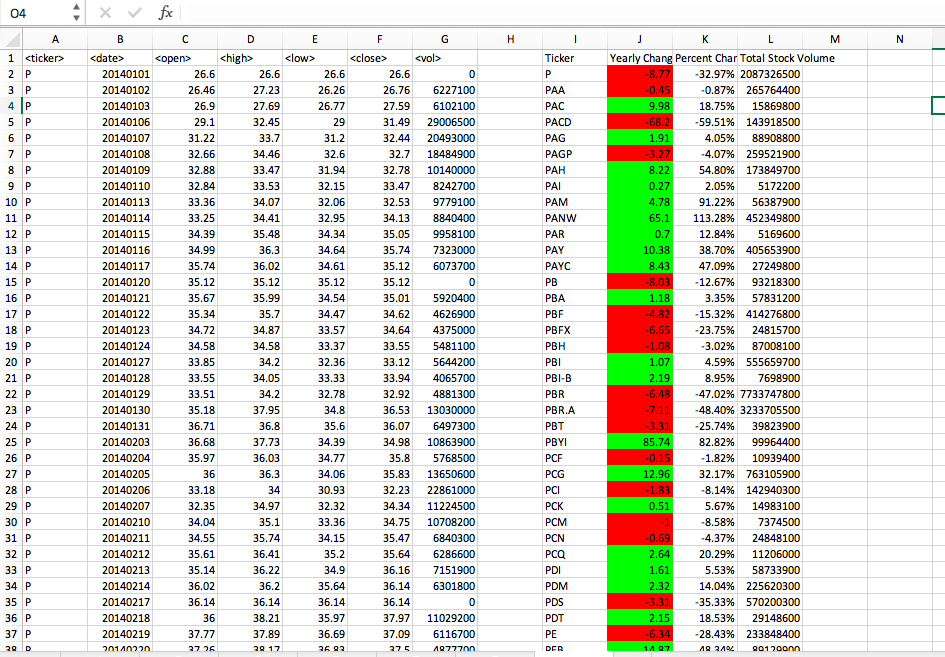 O4 fx
A B C D E F G H I J K L M N
1 <ticker> <date> <open> <high> <low> <close> <vol> Ticker Yearly Chang Percent Char Total Stock Volume
2 P 20140101 26.6 26.6 26.6 26.6 0 P -8.77 -32.97% 2087326500
3 P 20140102 26.46 27.23 26.26 26.76 6227100 PAA -0.45 -0.87% 265764400
4 P 20140103 26.9 27.69 26.77 27.59 6102100 PAC 9.98 18.75% 15869800
5 P 20140106 29.1 32.45 29 31.49 29006500 PACD -68.2 -59.51% 143918500
6 P 20140107 31.22 33.7 31.2 32.44 20493000 PAG 1.91 4.05% 88908800
7 P 20140108 32.66 34.46 32.6 32.7 18484900 PAGP -3.27 -4.07% 259521900
8 P 20140109 32.88 33.47 31.94 32.78 10140000 PAH 8.22 54.80% 173849700
9 P 20140110 32.84 33.53 32.15 33.47 8242700 PAI 0.27 2.05% 5172200
10 P 20140113 33.36 34.07 32.06 32.53 9779100 PAM 4.78 91.22% 56387900
11 P 20140114 33.25 34.41 32.95 34.13 8840400 PANW 65.1 113.28% 452349800
12 P 20140115 34.39 35.48 34.34 35.05 9958100 PAR 0.7 12.84% 5169600
13 P 20140116 34.99 36.3 34.64 35.74 7323000 PAY 10.38 38.70% 405653900
14 P 20140117 35.74 36.02 34.61 35.12 6073700 PAYC 8.43 47.09% 27249800
15 P 20140120 35.12 35.12 35.12 35.12 0 PB -8.03 -12.67% 93218300
16 P 20140121 35.67 35.99 34.54 35.01 5920400 PBA 1.18 3.35% 57831200
17 P 20140122 35.34 35.7 34.47 34.62 4626900 PBF -4.82 -15.32% 414276800
18 P 20140123 34.72 34.87 33.57 34.64 4375000 PBFX -6.65 -23.75% 24815700
19 P 20140124 34.58 34.58 33.37 33.55 5481100 PBH -1.08 -3.02% 87008100
20 P 20140127 33.85 34.2 32.36 33.12 5644200 PBI 1.07 4.59% 555659700
21 P 20140128 33.55 34.05 33.33 33.94 4065700 PBI-B 2.19 8.95% 7698900
22 P 20140129 33.51 34.2 32.78 32.92 4881300 PBR -6.48 -47.02% 7733747800
23 P 20140130 35.18 37.95 34.8 36.53 13030000 PBR.A -7.11 -48.40% 3233705500
24 P 20140131 36.71 36.8 35.6 36.07 6497300 PBT -3.31 -25.74% 39823900
25 P 20140203 36.68 37.73 34.39 34.98 10863900 PBYI 85.74 82.82% 99964400
26 P 20140204 35.97 36.03 34.77 35.8 5768500 PCF -0.15 -1.82% 10939400
27 P 20140205 36 36.3 34.06 35.83 13650600 PCG 12.96 32.17% 763105900
28 P 20140206 33.18 34 30.93 32.23 22861000 PCI -1.83 -8.14% 142940300
29 P 20140207 32.35 34.97 32.32 34.34 11224500 PCK 0.51 5.67% 14983100
30 P 20140210 34.04 35.1 33.36 34.75 10708200 PCM -1 -8.58% 7374500
31 P 20140211 34.55 35.74 34.15 35.47 6840300 PCN -0.69 -4.37% 24848100
32 P 20140212 35.61 36.41 35.2 35.64 6286600 PCQ 2.64 20.29% 11206000
33 P 20140213 35.14 36.22 34.9 36.16 7151900 PDI 1.61 5.53% 58733900
34 P 20140214 36.02 36.2 35.64 36.14 6301800 PDM 2.32 14.04% 225620300
35 P 20140217 36.14 36.14 36.14 36.14 0 PDS -3.31 -35.33% 570200300
36 P 20140218 36 38.21 35.97 37.97 11029200 PDT 2.15 18.53% 29148600
37 P 20140219 37.77 37.89 36.69 37.09 6116700 PE -6.34 -28.43% 233848400
38 P 20140220 37.26 38.17 36.83 37.5 4877700 PEB 14.87 48.34% 89129900